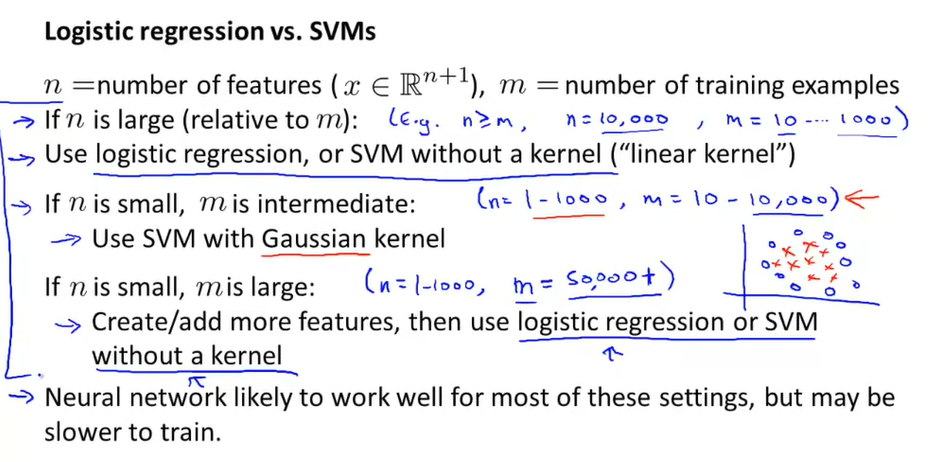 Logistic regression vs. SVMs
n =number of features (x ∈ ℝⁿ⁺¹), m =number of training examples
→ If n is large (relative to m): (E.g. n ≥ m, n = 10,000, m = 10 ---- 1000)
→ Use logistic regression, or SVM without a kernel (“linear kernel”)
→ If n is small, m is intermediate: (n = 1 - 1000, m = 10 - 10,000) ←
→ Use SVM with Gaussian kernel
If n is small, m is large: (n = 1-1000, m = 50,000+)
→ Create/add more features, then use logistic regression or SVM
without a kernel
→ Neural network likely to work well for most of these settings, but may be
slower to train.